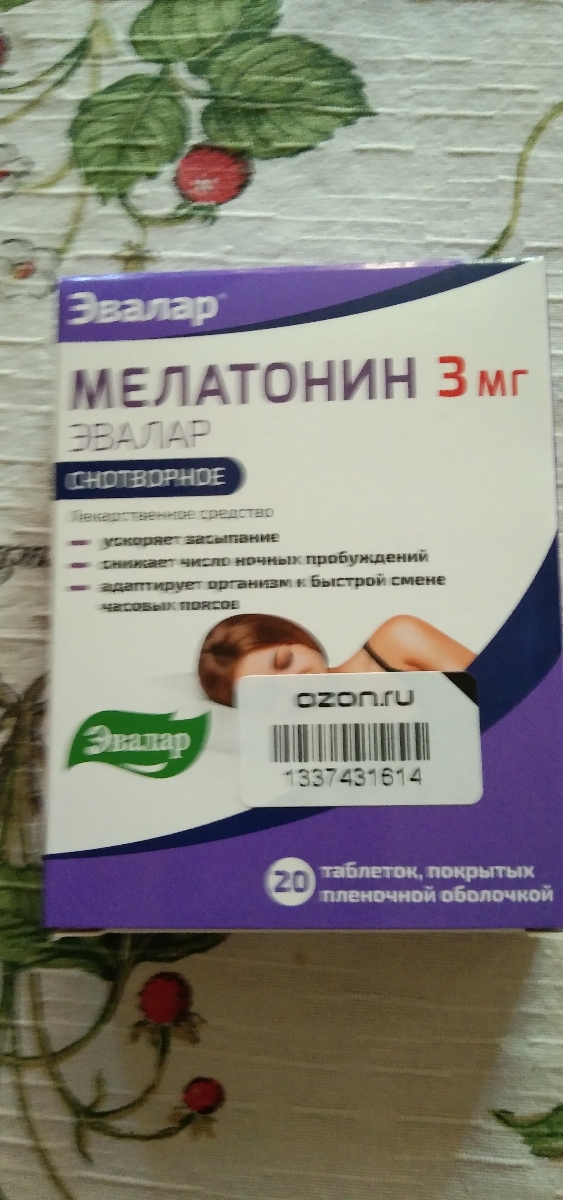 Эвалар
МЕЛАТОНИН 3 мг
ЭВАЛАР
СНОТВОРНОЕ
Лекарственное средство
ускоряет засыпание
снижает число ночных пробуждений
адаптирует организм к быстрой смене
часовых поясов
ozon.ru
Эвалар
1337431614
20 таблеток, покрытых
пленочной оболочкой